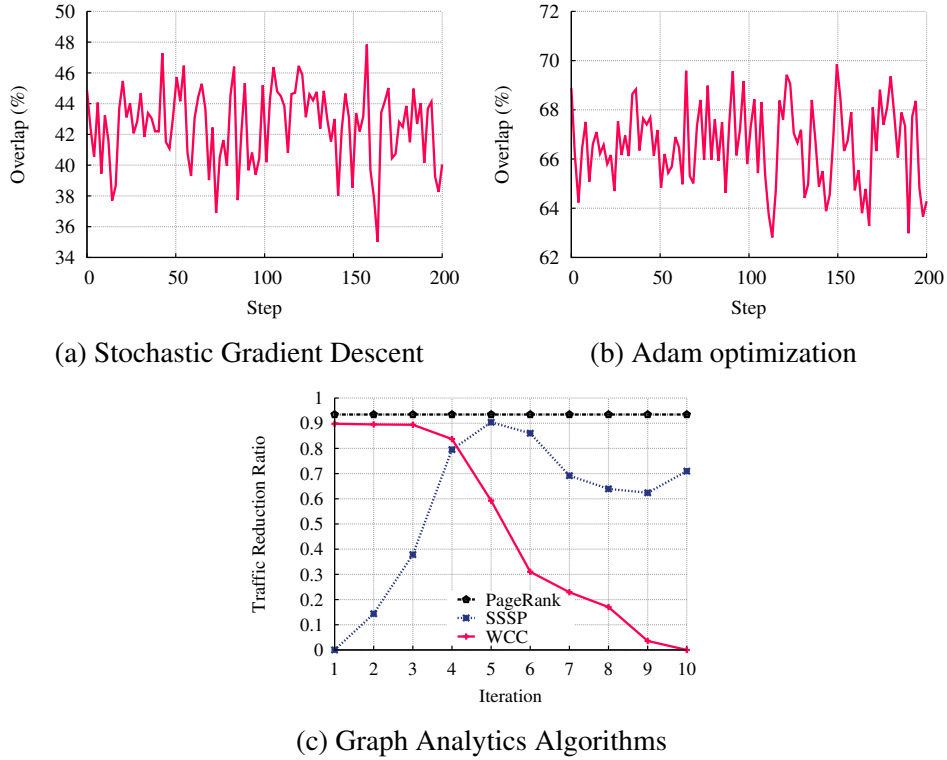 50
48
46
44
42
40
38
36
34
Overlap (%)
0 50 100 150 200
Step
(a) Stochastic Gradient Descent
72
70
68
66
64
62
Overlap (%)
0 50 100 150 200
Step
(b) Adam optimization
1
0.9
0.8
0.7
0.6
0.5
0.4
0.3
0.2
0.1
0
Traffic Reduction Ratio
PageRank
SSSP
WCC
1 2 3 4 5 6 7 8 9 10
Iteration
(c) Graph Analytics Algorithms